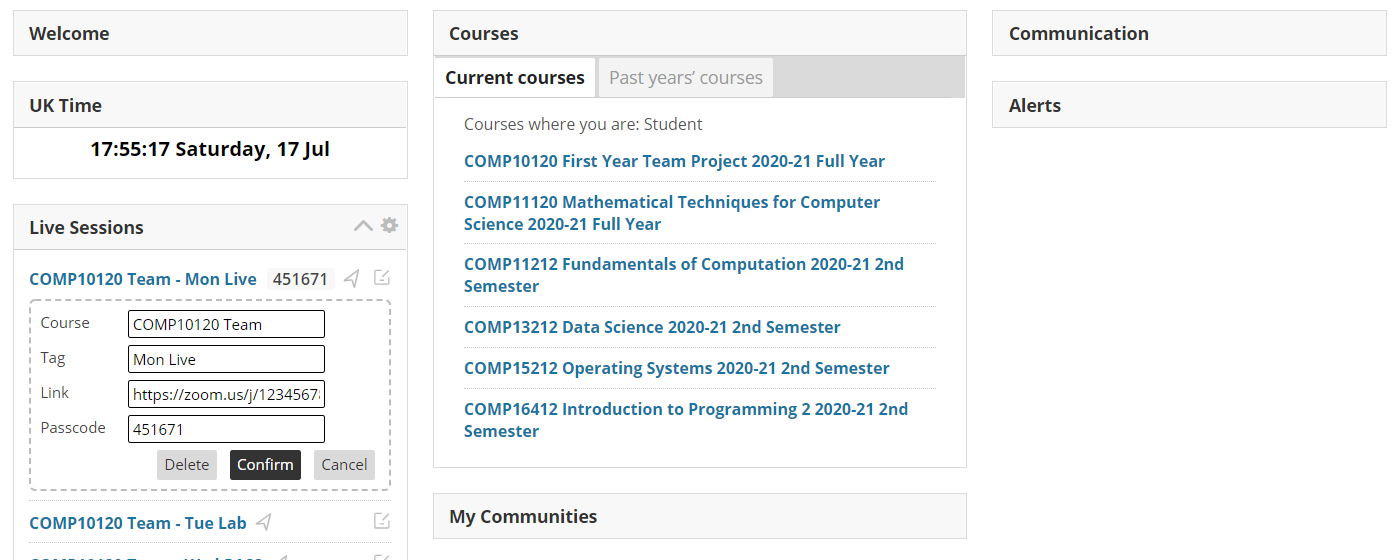 Welcome
UK Time
17:55:17 Saturday, 17 Jul
Live Sessions
COMP10120 Team - Mon Live 451671
Course COMP10120 Team
Tag Mon Live
Link https://zoom.us/j/1234567
Passcode 451671
Delete Confirm Cancel
COMP10120 Team - Tue Lab
Courses
Current courses Past years’ courses
Courses where you are: Student
COMP10120 First Year Team Project 2020-21 Full Year
COMP11120 Mathematical Techniques for Computer
Science 2020-21 Full Year
COMP11212 Fundamentals of Computation 2020-21 2nd
Semester
COMP13212 Data Science 2020-21 2nd Semester
COMP15212 Operating Systems 2020-21 2nd Semester
COMP16412 Introduction to Programming 2 2020-21 2nd
Semester
My Communities
Communication
Alerts